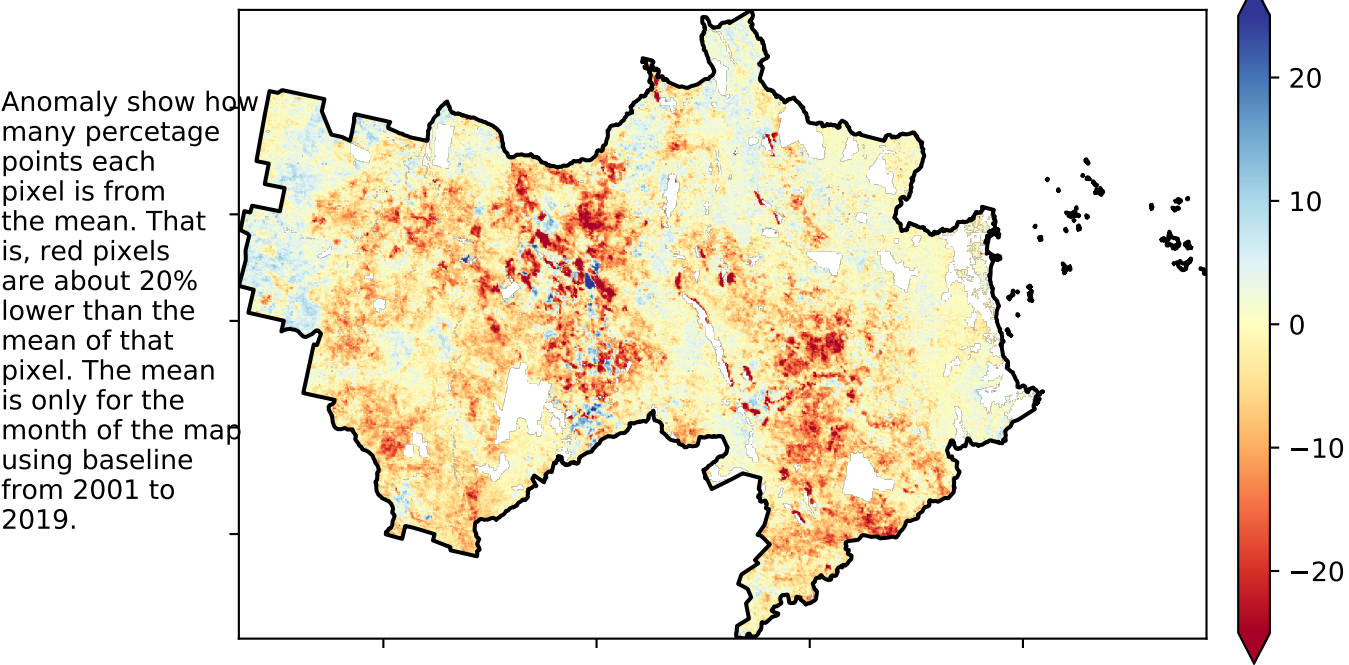 Anomaly show how
many percetage
points each
pixel is from
the mean. That
is, red pixels
are about 20%
lower than the
mean of that
pixel. The mean
is only for the
month of the map
using baseline
from 2001 to
2019.
20
10
0
−10
−20